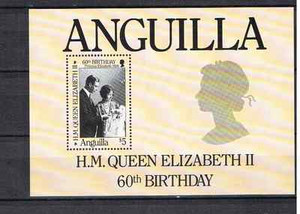 ANGUILLA
H.M. QUEEN ELIZABETH II
60th BIRTHDAY
Anguilla
$5
H.M. QUEEN ELIZABETH II
60th BIRTHDAY